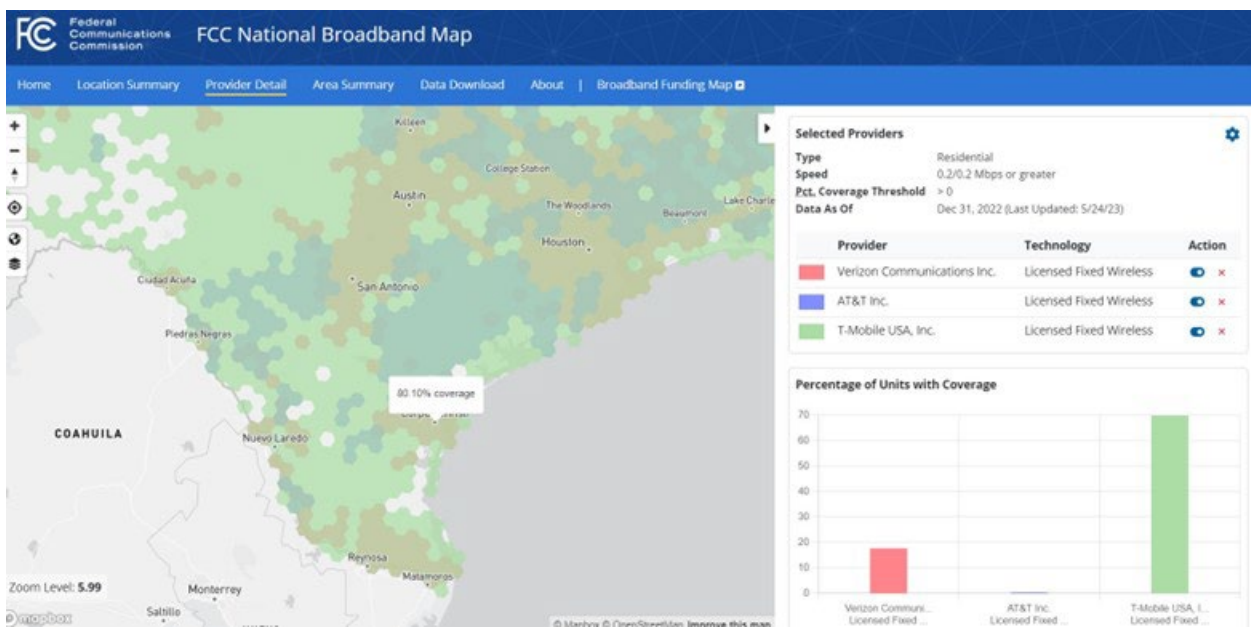 FCC
Federal
Communications
Commission
FCC National Broadband Map
Home Location Summary Provider Detail Area Summary Data Download About | Broadband Funding Map
Killeen
College Station
Austin
The Woodlands
Beaumont
Lake Charle
Houston
Ciudad Acuña
San Antonio
Piedras Negras
80.10% coverage
COAHUILA
Nuevo Laredo
Reynosa
Matamoros
Zoom Level: 5.99
Monterrey
Saltillo
mapbox
© Mapbox © OpenStreetMap Improve this map
Selected Providers
Type Residential
Speed 0.2/0.2 Mbps or greater
Pct. Coverage Threshold > 0
Data As Of Dec 31, 2022 (Last Updated: 5/24/23)
Provider Technology Action
Verizon Communications Inc. Licensed Fixed Wireless
AT&T Inc. Licensed Fixed Wireless
T-Mobile USA, Inc. Licensed Fixed Wireless
Percentage of Units with Coverage
70
60
50
40
30
20
10
0
Verizon Communi...
Licensed Fixed ...
AT&T Inc.
Licensed Fixed ...
T-Mobile USA, I...
Licensed Fixed ...